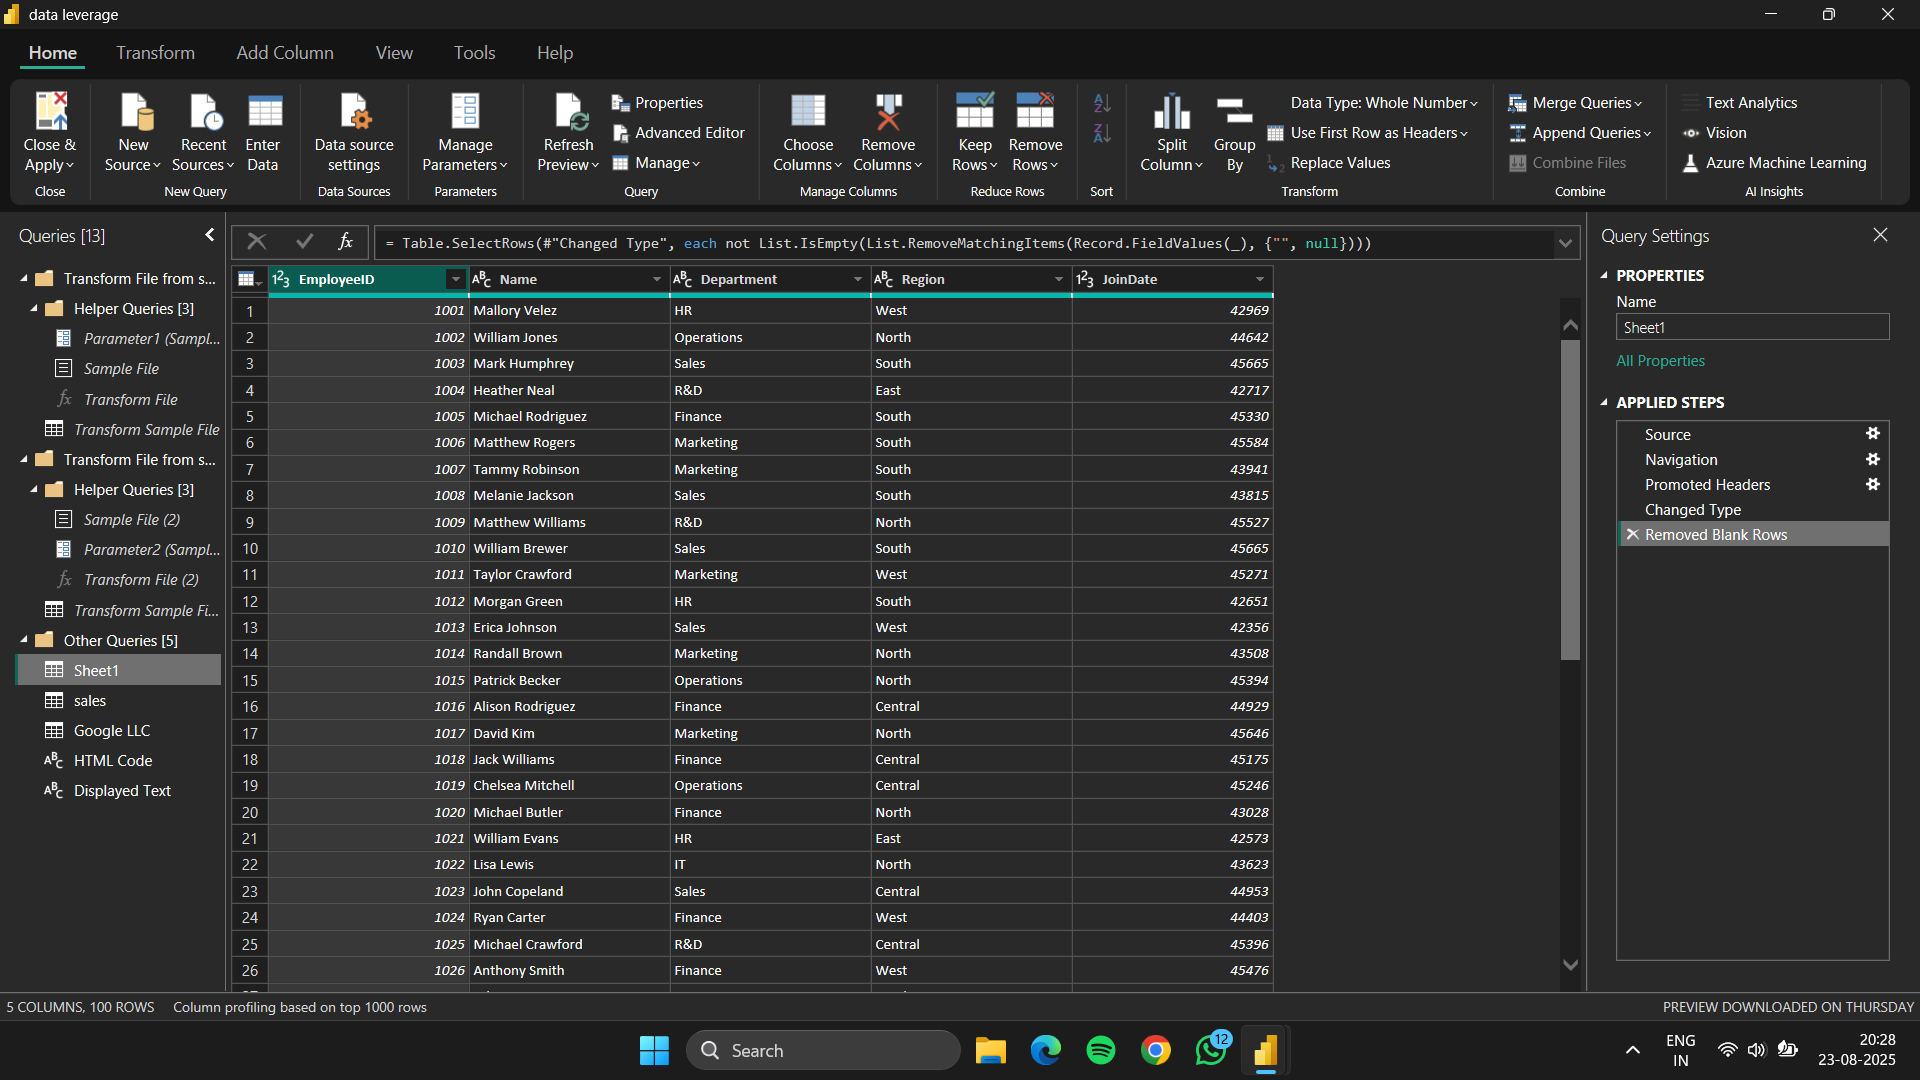 data leverage
Home Transform Add Column View Tools Help
Close & Apply
Close
New Source
Recent Sources
Enter Data
New Query
Data source settings
Data Sources
Manage Parameters
Parameters
Refresh Preview
Properties
Advanced Editor
Manage
Query
Choose Columns
Remove Columns
Manage Columns
Keep Rows
Remove Rows
Reduce Rows
Sort
Split Column
Group By
Data Type: Whole Number
Use First Row as Headers
Replace Values
Transform
Merge Queries
Append Queries
Combine Files
Combine
Text Analytics
Vision
Azure Machine Learning
AI Insights
Queries [13]
Transform File from s...
Helper Queries [3]
Parameter1 (Sampl...
Sample File
Transform File
Transform Sample File
Transform File from s...
Helper Queries [3]
Sample File (2)
Parameter2 (Sampl...
Transform File (2)
Transform Sample Fi...
Other Queries [5]
Sheet1
sales
Google LLC
HTML Code
Displayed Text
= Table.SelectRows(#"Changed Type", each not List.IsEmpty(List.RemoveMatchingItems(Record.FieldValues(_), {"", null})))
EmployeeID Name Department Region JoinDate
1 1001 Mallory Velez HR West 42969
2 1002 William Jones Operations North 44642
3 1003 Mark Humphrey Sales South 45665
4 1004 Heather Neal R&D East 42717
5 1005 Michael Rodriguez Finance South 45330
6 1006 Matthew Rogers Marketing South 45584
7 1007 Tammy Robinson Marketing South 43941
8 1008 Melanie Jackson Sales South 43815
9 1009 Matthew Williams R&D North 45527
10 1010 William Brewer Sales South 45665
11 1011 Taylor Crawford Marketing West 45271
12 1012 Morgan Green HR South 42651
13 1013 Erica Johnson Sales West 42356
14 1014 Randall Brown Marketing North 43508
15 1015 Patrick Becker Operations North 45394
16 1016 Alison Rodriguez Finance Central 44929
17 1017 David Kim Marketing North 45646
18 1018 Jack Williams Finance Central 45175
19 1019 Chelsea Mitchell Operations Central 45246
20 1020 Michael Butler Finance North 43028
21 1021 William Evans HR East 42573
22 1022 Lisa Lewis IT North 43623
23 1023 John Copeland Sales Central 44953
24 1024 Ryan Carter Finance West 44403
25 1025 Michael Crawford R&D Central 45396
26 1026 Anthony Smith Finance West 45476
Query Settings
PROPERTIES
Name
Sheet1
All Properties
APPLIED STEPS
Source
Navigation
Promoted Headers
Changed Type
Removed Blank Rows
5 COLUMNS, 100 ROWS Column profiling based on top 1000 rows
PREVIEW DOWNLOADED ON THURSDAY
Search
12
ENG
IN
20:28
23-08-2025